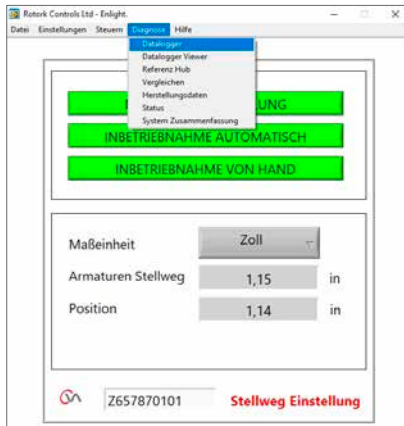 Rotork Controls Ltd - Enlight.
Datei Einstellungen Steuern Diagnose Hilfe
Datalogger
Datalogger Viewer
Referenz Hub
Vergleichen
Herstellungsdaten
Status
System Zusammenfassung
LUNG
INBETRIEBNAHME AUTOMATISCH
INBETRIEBNAHME VON HAND
Maßeinheit Zoll
Armaturen Stellweg 1,15 in
Position 1,14 in
Z657870101 Stellweg Einstellung